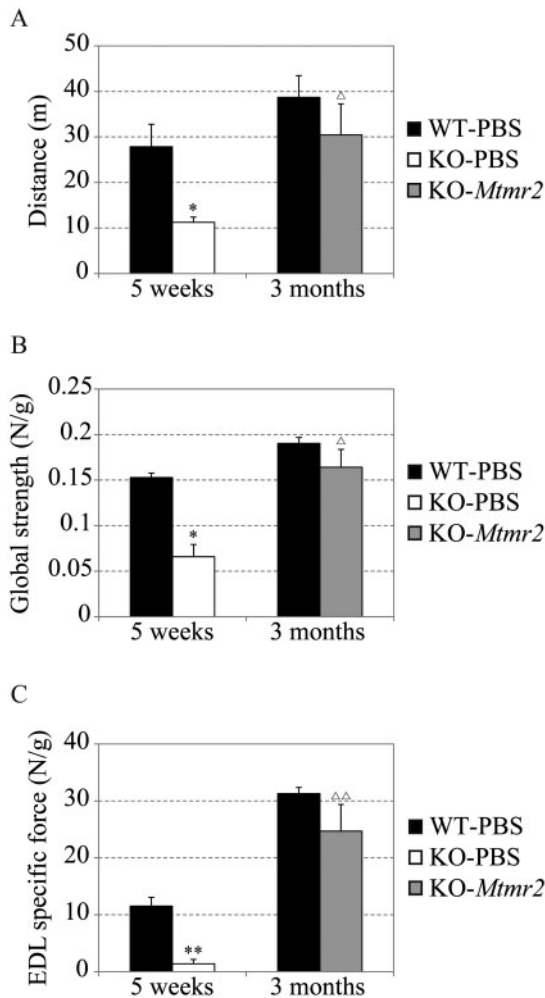 A
Distance (m)
50
40
30
20
10
0
*
△
5 weeks 3 months
WT-PBS
KO-PBS
KO-Mtmr2
B
Global strength (N/g)
0.25
0.2
0.15
0.1
0.05
0
*
△
5 weeks 3 months
WT-PBS
KO-PBS
KO-Mtmr2
C
EDL specific force (N/g)
40
30
20
10
0
**
△△
5 weeks 3 months
WT-PBS
KO-PBS
KO-Mtmr2